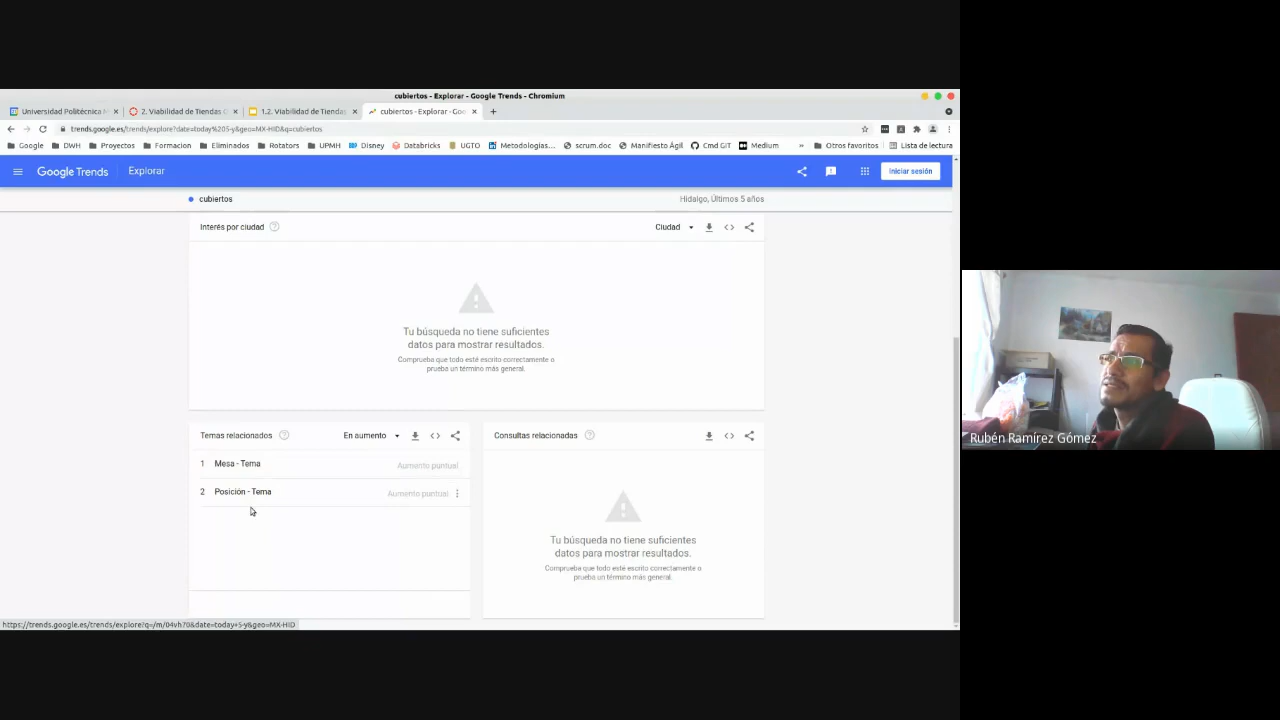 cubiertos - Explorar - Google Trends - Chromium
Universidad Politécnica M
2. Viabilidad de Tiendas
1.2. Viabilidad de Tiendas
cubiertos - Explorar - Goo
trends.google.es/trends/explore?date=today%205-y&geo=MX-HID&q=cubiertos
Google DWH Proyectos Formacion Eliminados Rotators UPMH Disney Databricks UGTO Metodologías... scrum.doc Manifiesto Ágil Cmd GIT Medium » Otros favoritos Lista de lectura
Google Trends Explorar Iniciar sesión
cubiertos Hidalgo, Últimos 5 años
Interés por ciudad Ciudad
Tu búsqueda no tiene suficientes
datos para mostrar resultados.
Comprueba que todo esté escrito correctamente o
prueba un término más general.
Temas relacionados En aumento
1 Mesa - Tema Aumento puntual
2 Posición - Tema Aumento puntual
Consultas relacionadas
Tu búsqueda no tiene suficientes
datos para mostrar resultados.
Comprueba que todo esté escrito correctamente o
prueba un término más general.
https://trends.google.es/trends/explore?q=/m/04vh70&date=today+5-y&geo=MX-HID
Rubén Ramírez Gómez